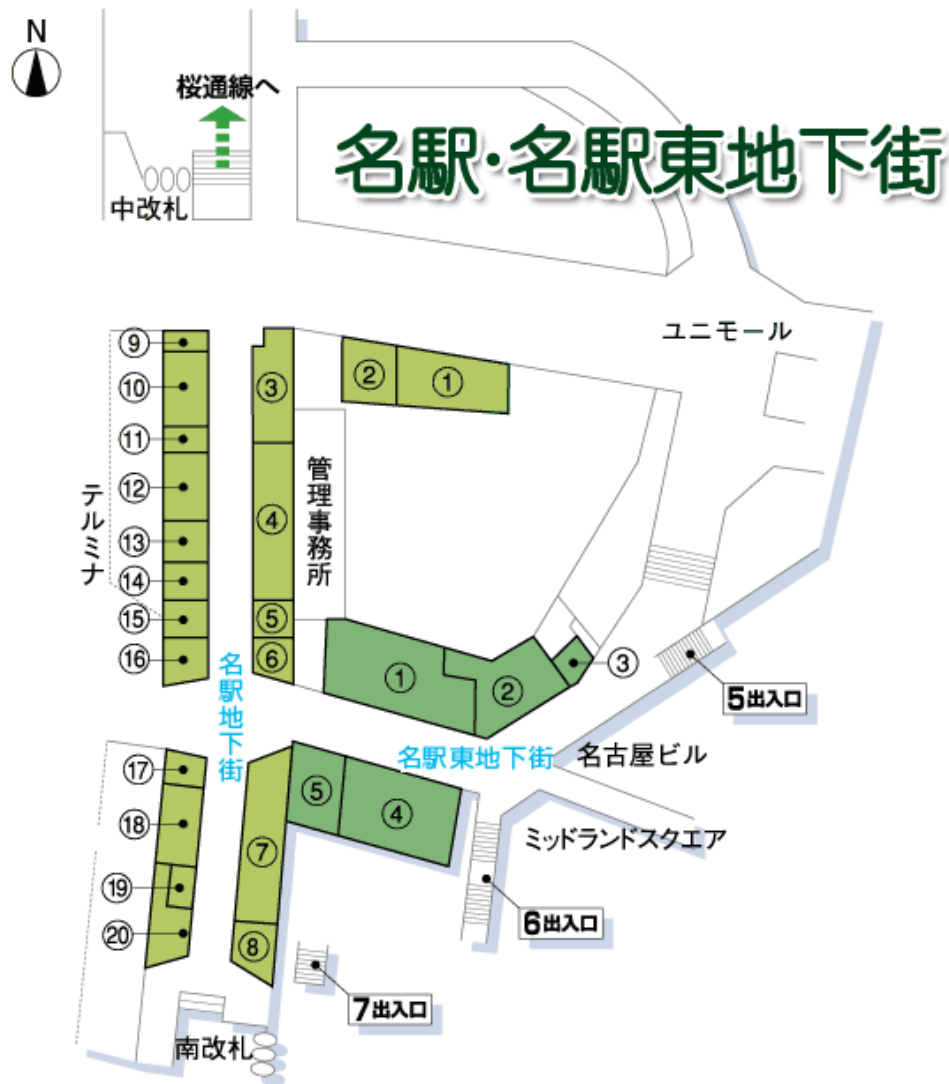 N
桜通線へ
名駅・名駅東地下街
中改札
ユニモール
⑨
⑩
⑪
⑫
⑬
⑭
⑮
⑯
テルミナ
③
④
⑤
⑥
②
①
管理事務所
①
②
③
5出入口
名駅地下街
名駅東地下街
名古屋ビル
⑰
⑱
⑲
⑳
⑦
⑧
⑤
④
ミッドランドスクエア
6出入口
7出入口
南改札